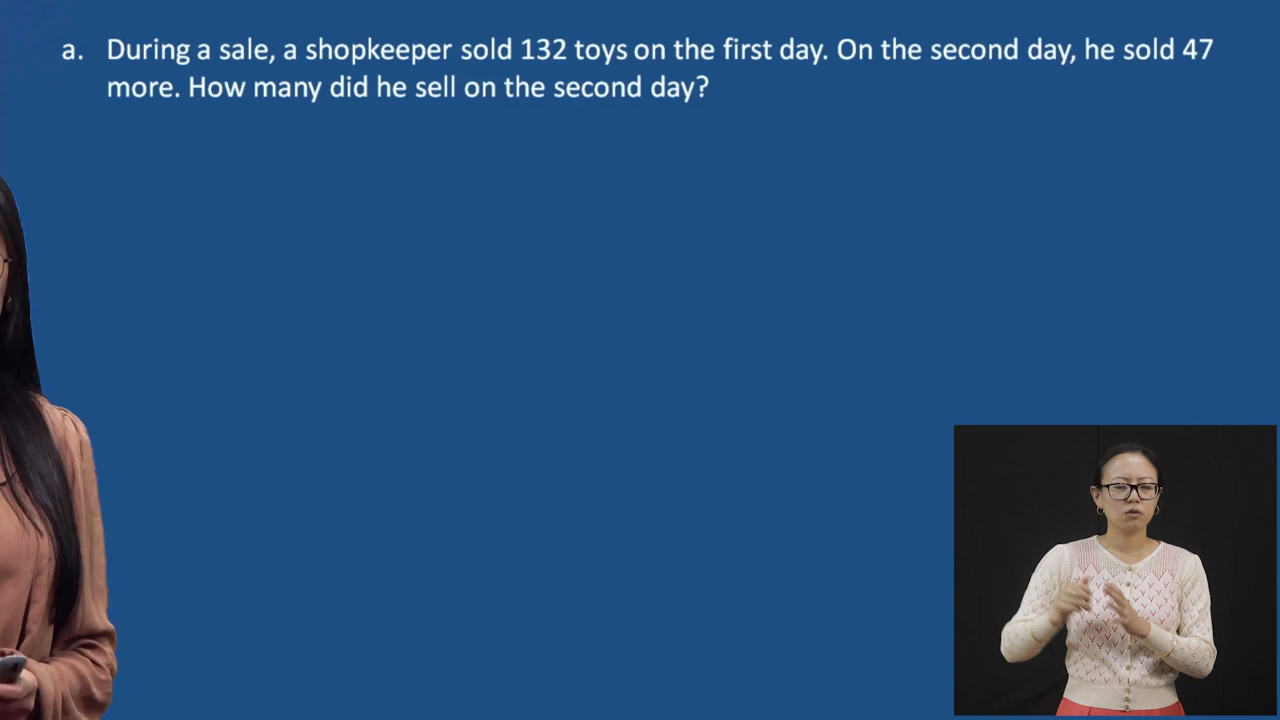 a. During a sale, a shopkeeper sold 132 toys on the first day. On the second day, he sold 47
more. How many did he sell on the second day?